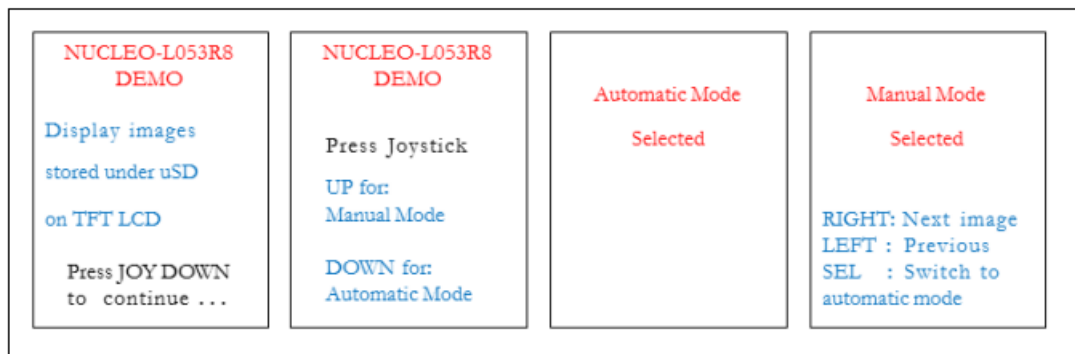 NUCLEO-L053R8
DEMO
Display images
stored under uSD
on TFT LCD
Press JOY DOWN
to continue ...
NUCLEO-L053R8
DEMO
Press Joystick
UP for:
Manual Mode
DOWN for:
Automatic Mode
Automatic Mode
Selected
Manual Mode
Selected
RIGHT: Next image
LEFT : Previous
SEL : Switch to
automatic mode